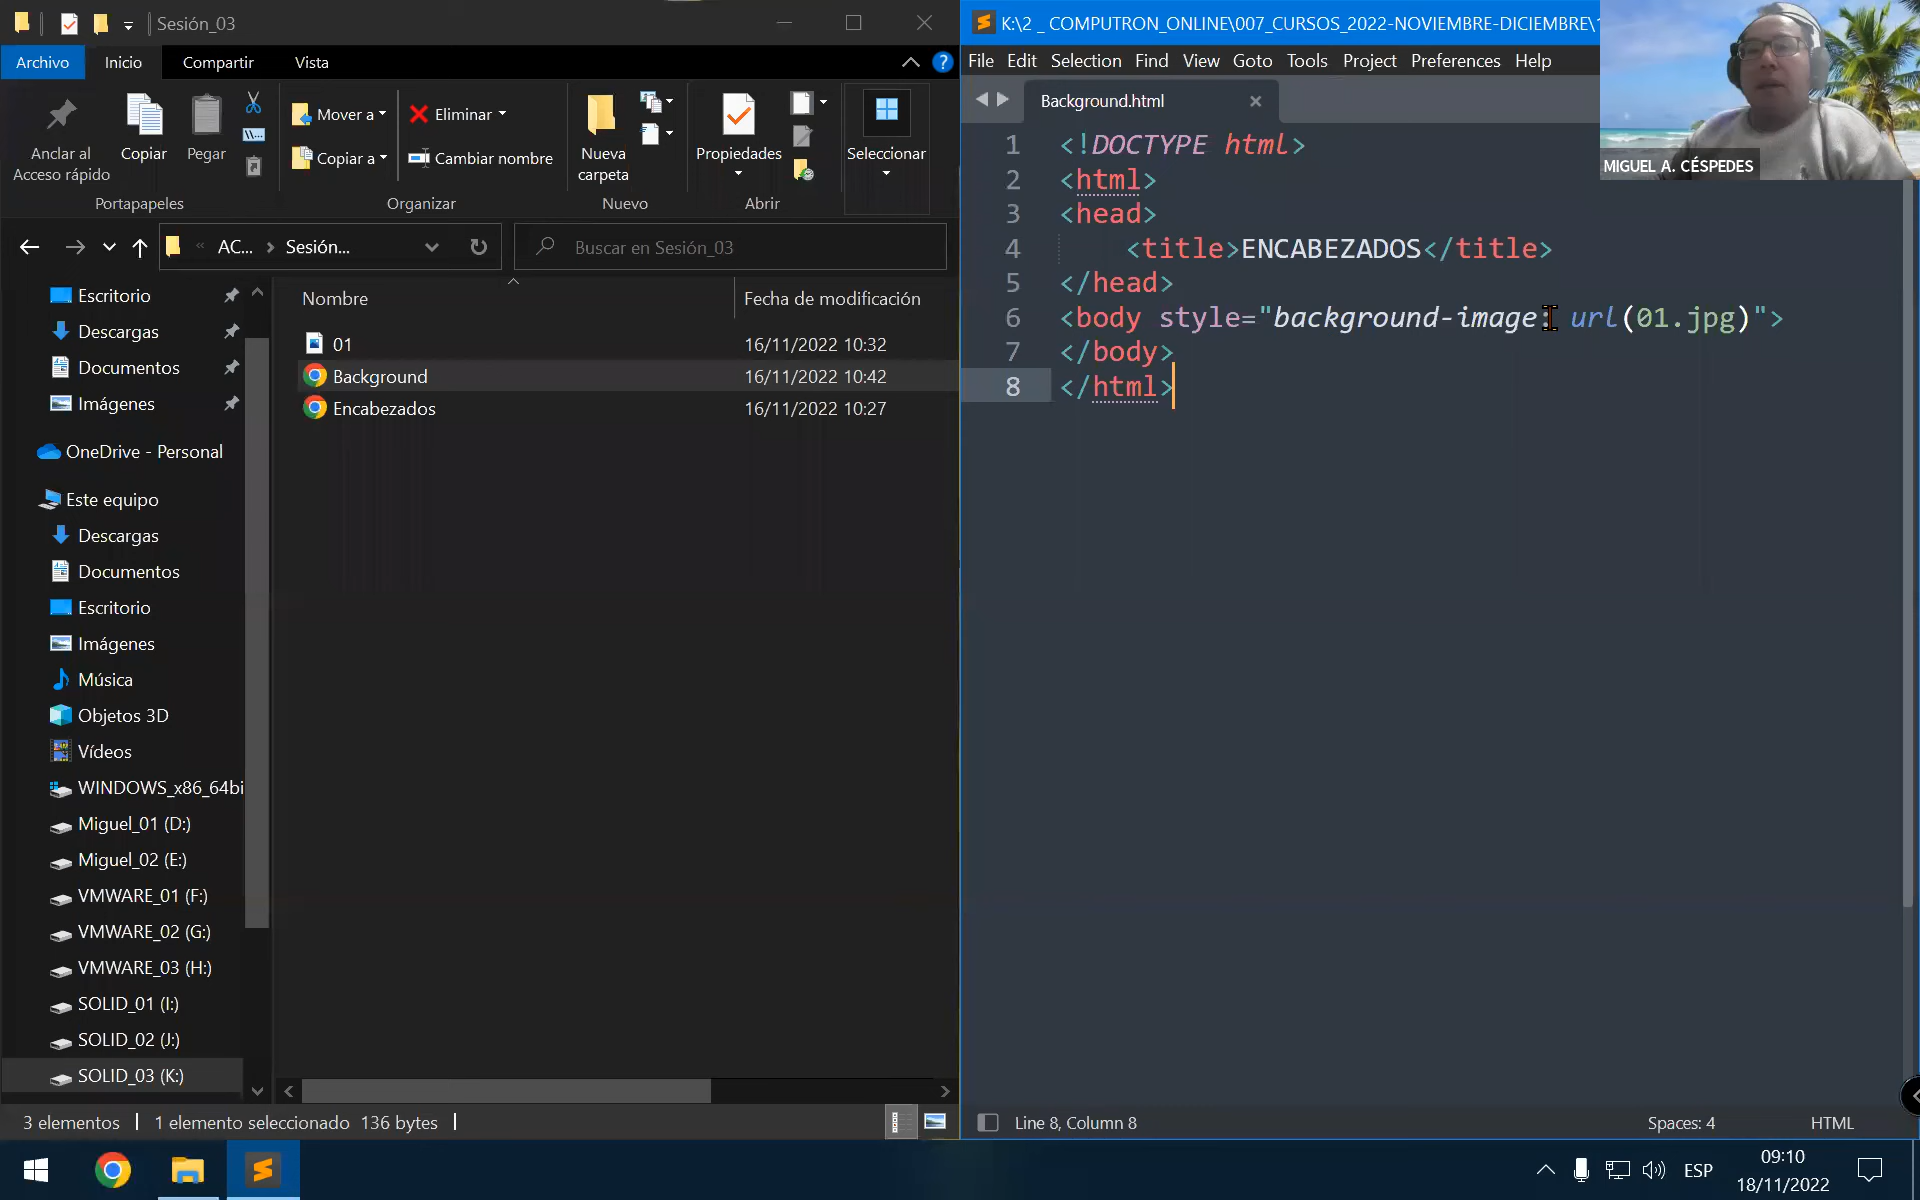 Sesión_03
Archivo
Inicio
Compartir
Vista
Anclar al
Acceso rápido
Copiar
Pegar
Portapapeles
Mover a
Copiar a
Eliminar
Cambiar nombre
Organizar
Nueva
carpeta
Nuevo
Propiedades
Abrir
Seleccionar
« AC... > Sesión...
Buscar en Sesión_03
Nombre
Fecha de modificación
01 16/11/2022 10:32
Background 16/11/2022 10:42
Encabezados 16/11/2022 10:27
Escritorio
Descargas
Documentos
Imágenes
OneDrive - Personal
Este equipo
Descargas
Documentos
Escritorio
Imágenes
Música
Objetos 3D
Vídeos
WINDOWS_x86_64bi
Miguel_01 (D:)
Miguel_02 (E:)
VMWARE_01 (F:)
VMWARE_02 (G:)
VMWARE_03 (H:)
SOLID_01 (I:)
SOLID_02 (J:)
SOLID_03 (K:)
3 elementos
1 elemento seleccionado 136 bytes
K:\2 _ COMPUTRON_ONLINE\007_CURSOS_2022-NOVIEMBRE-DICIEMBRE\
File Edit Selection Find View Goto Tools Project Preferences Help
Background.html
MIGUEL A. CÉSPEDES
1 <!DOCTYPE html>
2 <html>
3 <head>
4 <title>ENCABEZADOS</title>
5 </head>
6 <body style="background-image: url(01.jpg)">
7 </body>
8 </html>
Line 8, Column 8
Spaces: 4
HTML
ESP
09:10
18/11/2022